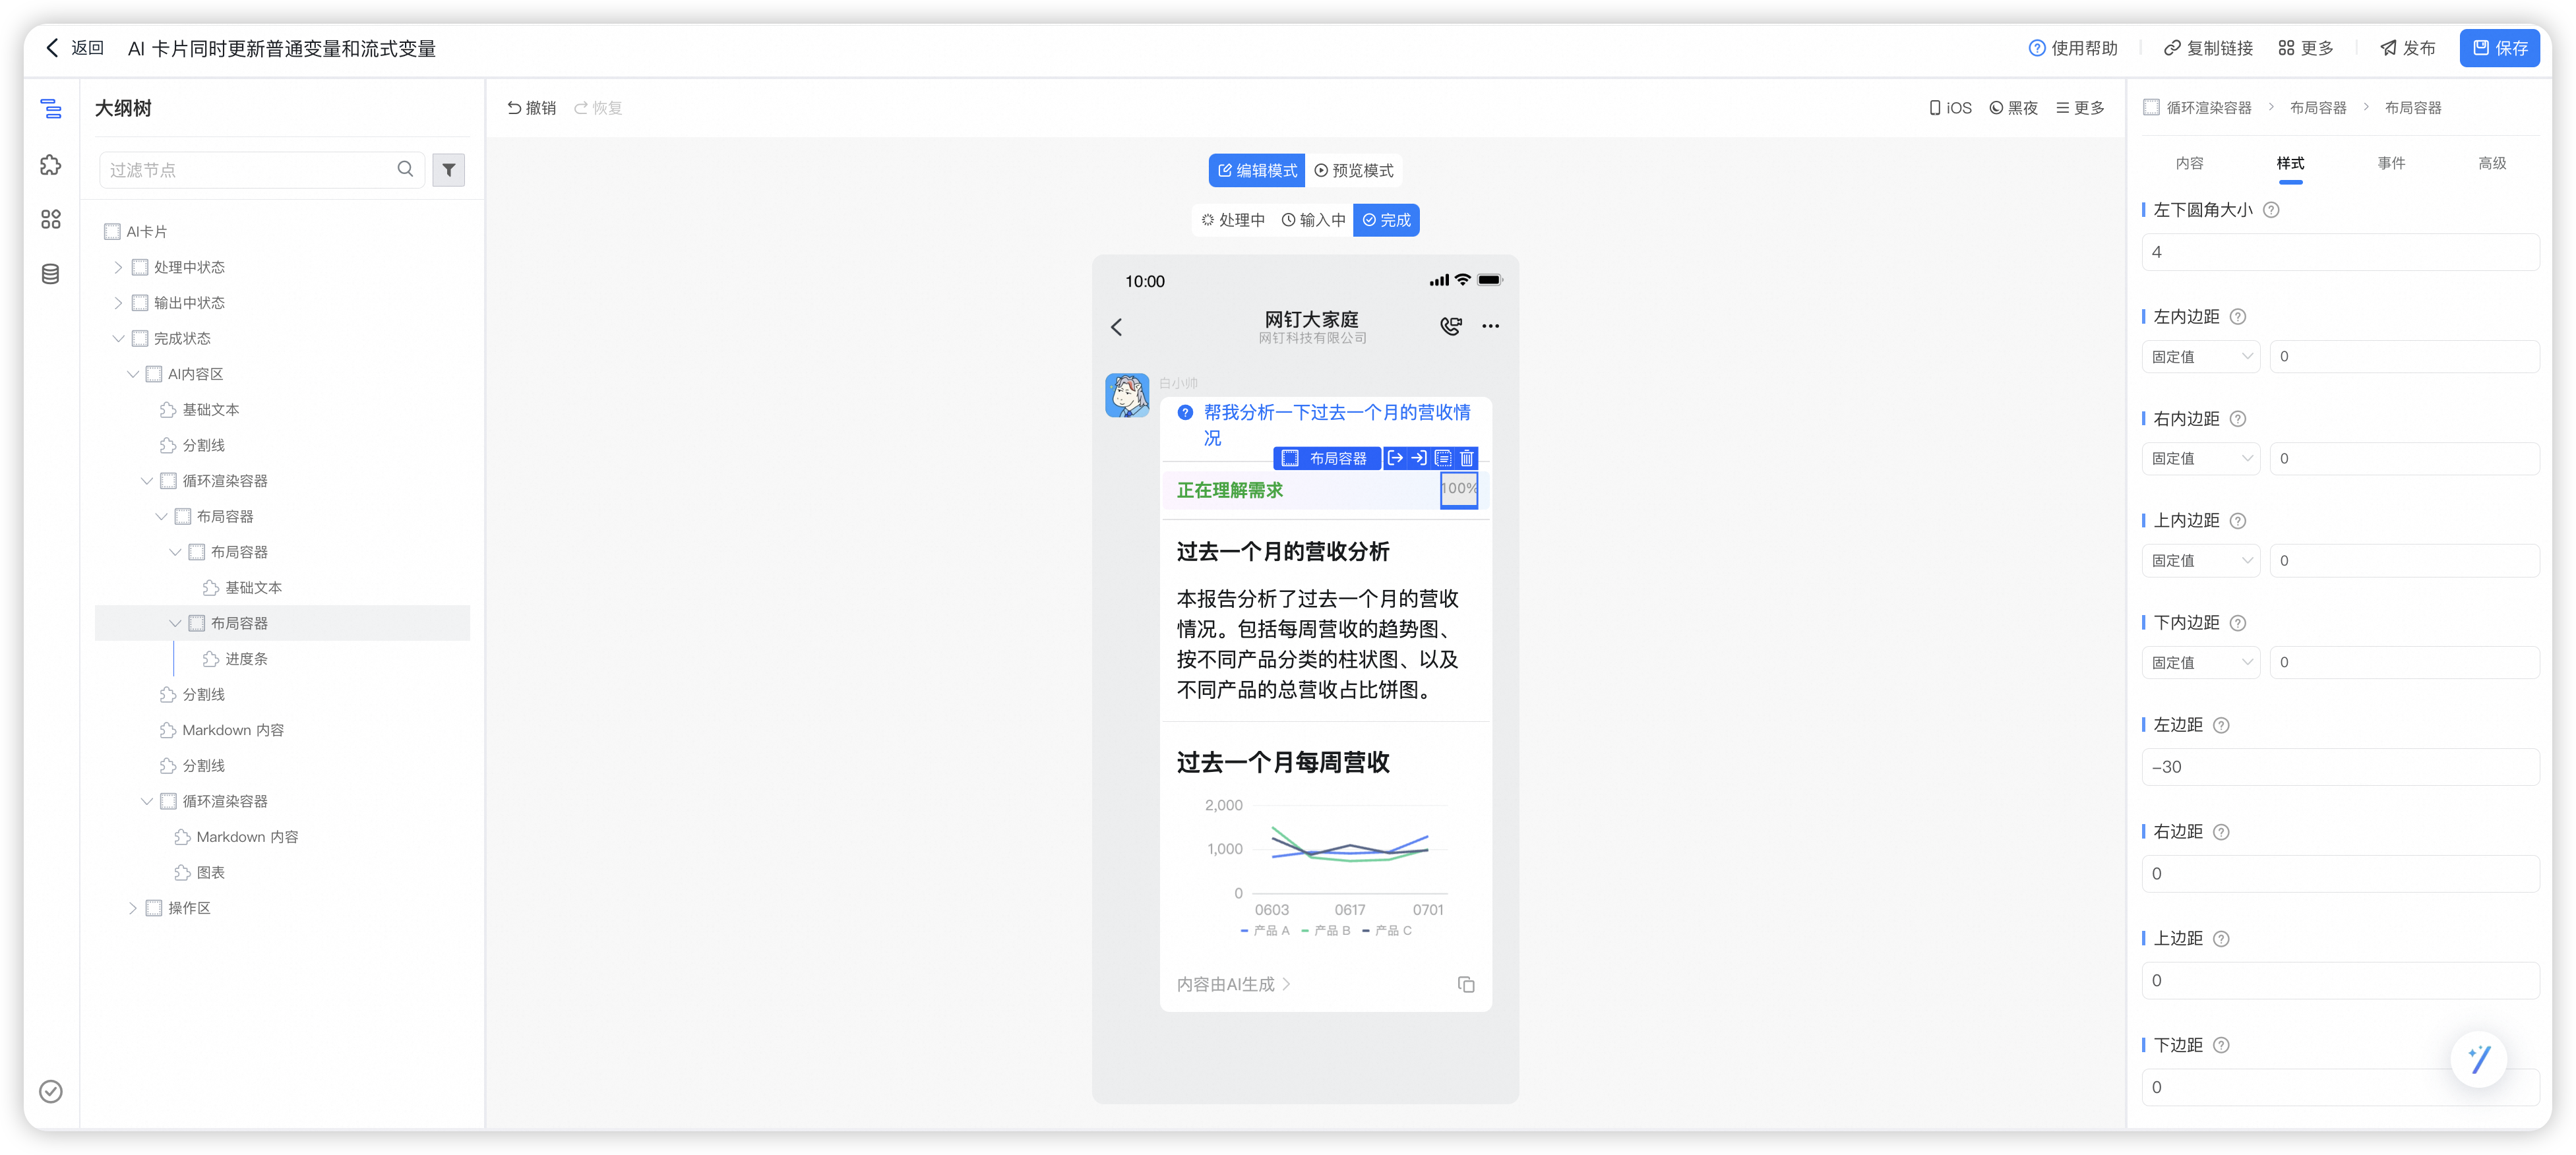 返回 AI 卡片同时更新普通变量和流式变量 使用帮助 复制链接 更多 发布 保存
大纲树
过滤节点
AI卡片
处理中状态
输出中状态
完成状态
AI内容区
基础文本
分割线
循环渲染容器
布局容器
布局容器
基础文本
布局容器
进度条
分割线
Markdown 内容
分割线
循环渲染容器
Markdown 内容
图表
操作区
撤销 恢复 iOS 黑夜 更多
编辑模式 预览模式
处理中 输入中 完成
10:00
网钉大家庭
网钉科技有限公司
白小帅
帮我分析一下过去一个月的营收情
况
布局容器
正在理解需求 100%
过去一个月的营收分析
本报告分析了过去一个月的营收
情况。包括每周营收的趋势图、
按不同产品分类的柱状图、以及
不同产品的总营收占比饼图。
过去一个月每周营收
2,000
1,000
0
0603 0617 0701
产品 A 产品 B 产品 C
内容由AI生成
循环渲染容器 布局容器 布局容器
内容 样式 事件 高级
左下圆角大小
4
左内边距
固定值 0
右内边距
固定值 0
上内边距
固定值 0
下内边距
固定值 0
左边距
-30
右边距
0
上边距
0
下边距
0